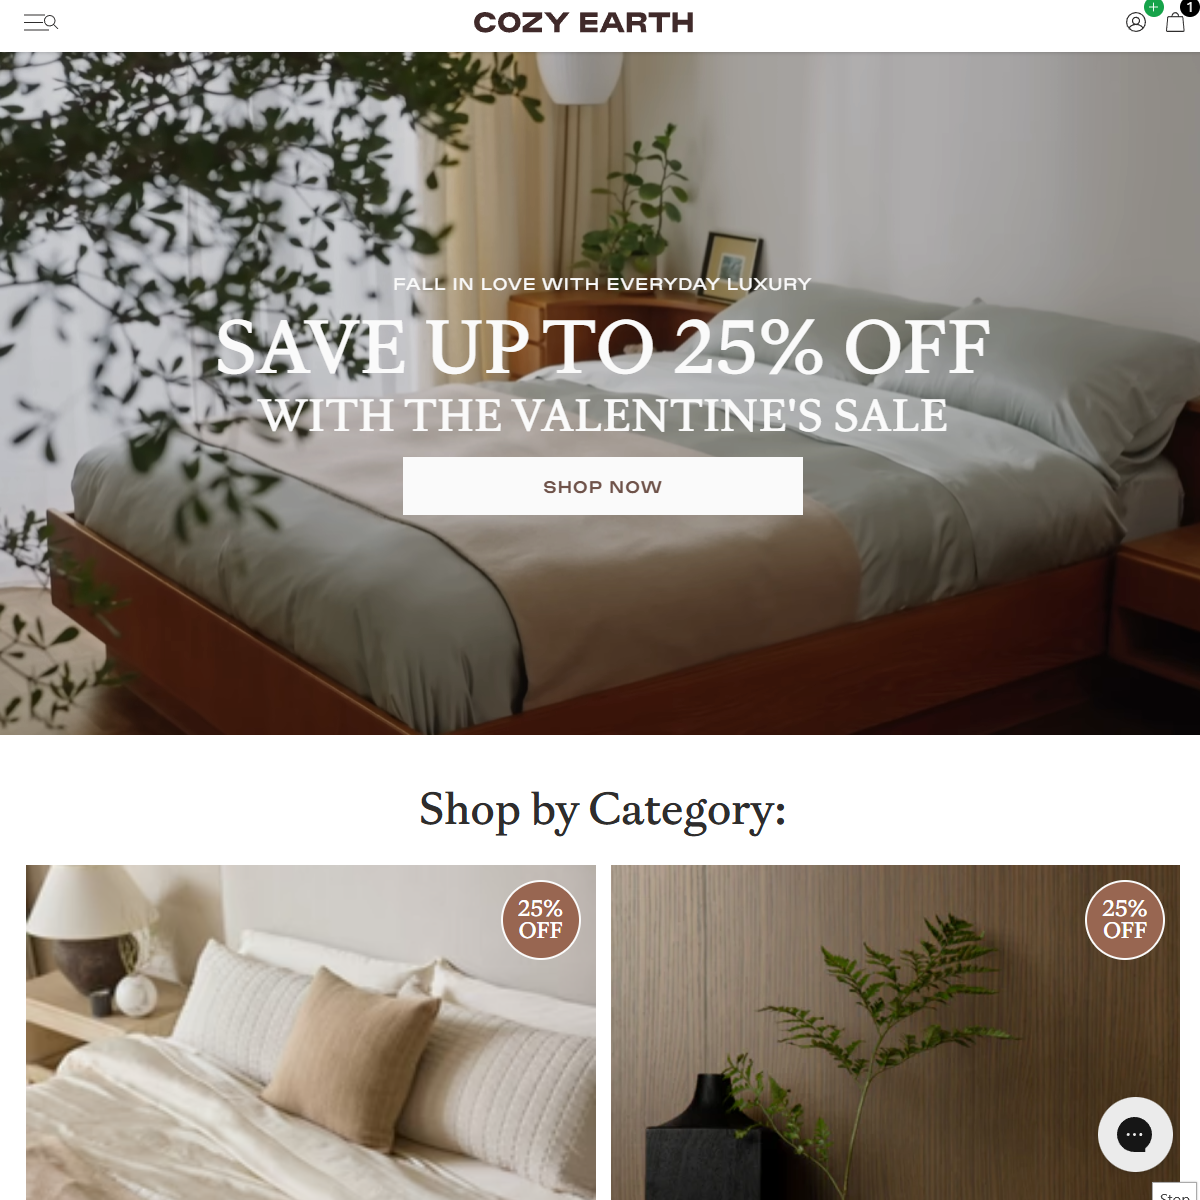 COZY EARTH
+
1
FALL IN LOVE WITH EVERYDAY LUXURY
SAVE UP TO 25% OFF
WITH THE VALENTINE'S SALE
SHOP NOW
Shop by Category:
25%
OFF
25%
OFF